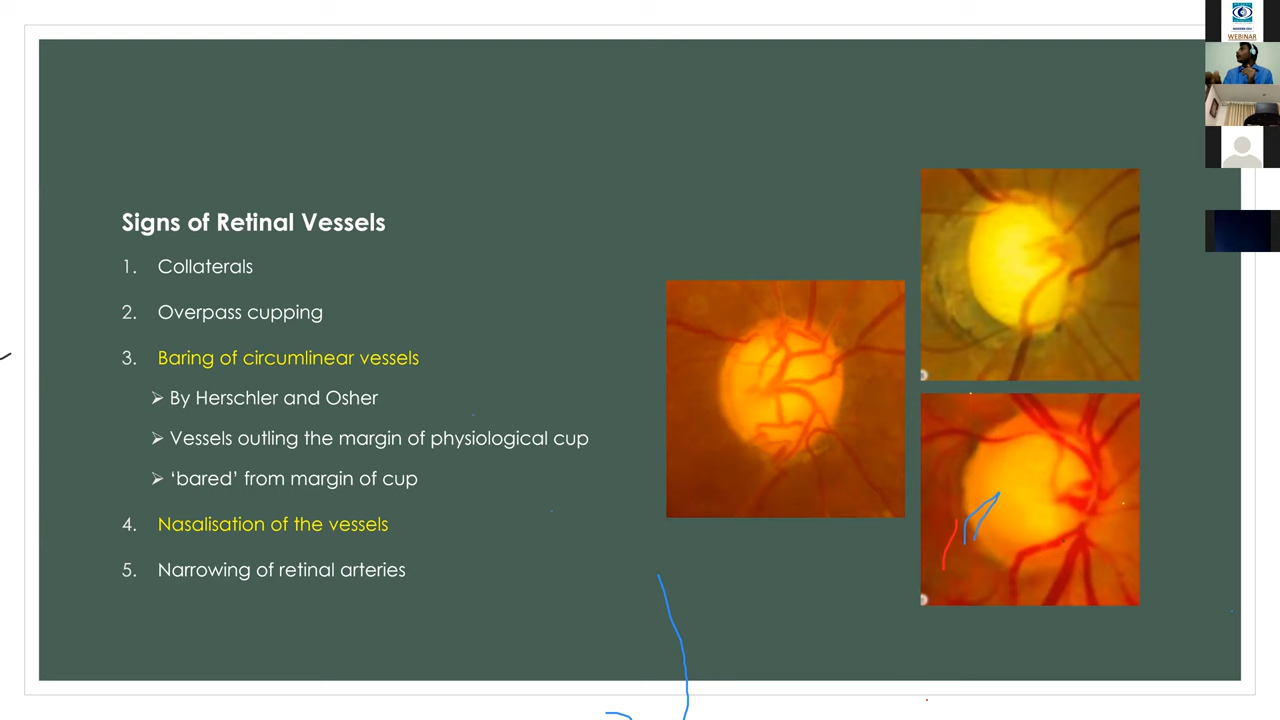 Signs of Retinal Vessels
1. Collaterals
2. Overpass cupping
3. Baring of circumlinear vessels
➢ By Herschler and Osher
➢ Vessels outling the margin of physiological cup
➢ ‘bared’ from margin of cup
4. Nasalisation of the vessels
5. Narrowing of retinal arteries
WEBINAR